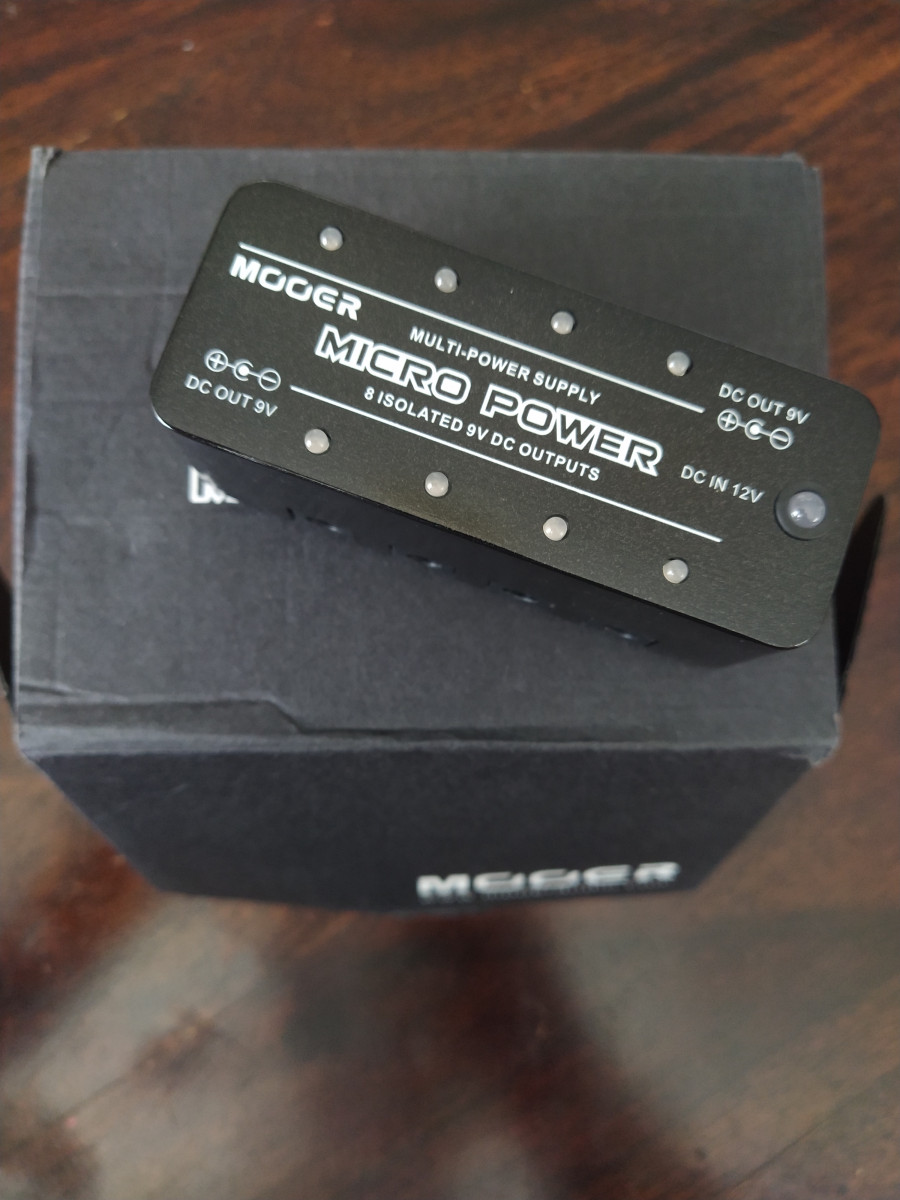 MOOER
MULTI-POWER SUPPLY
MICRO POWER
8 ISOLATED 9V DC OUTPUTS
DC OUT 9V
DC OUT 9V
DC IN 12V
MOOER